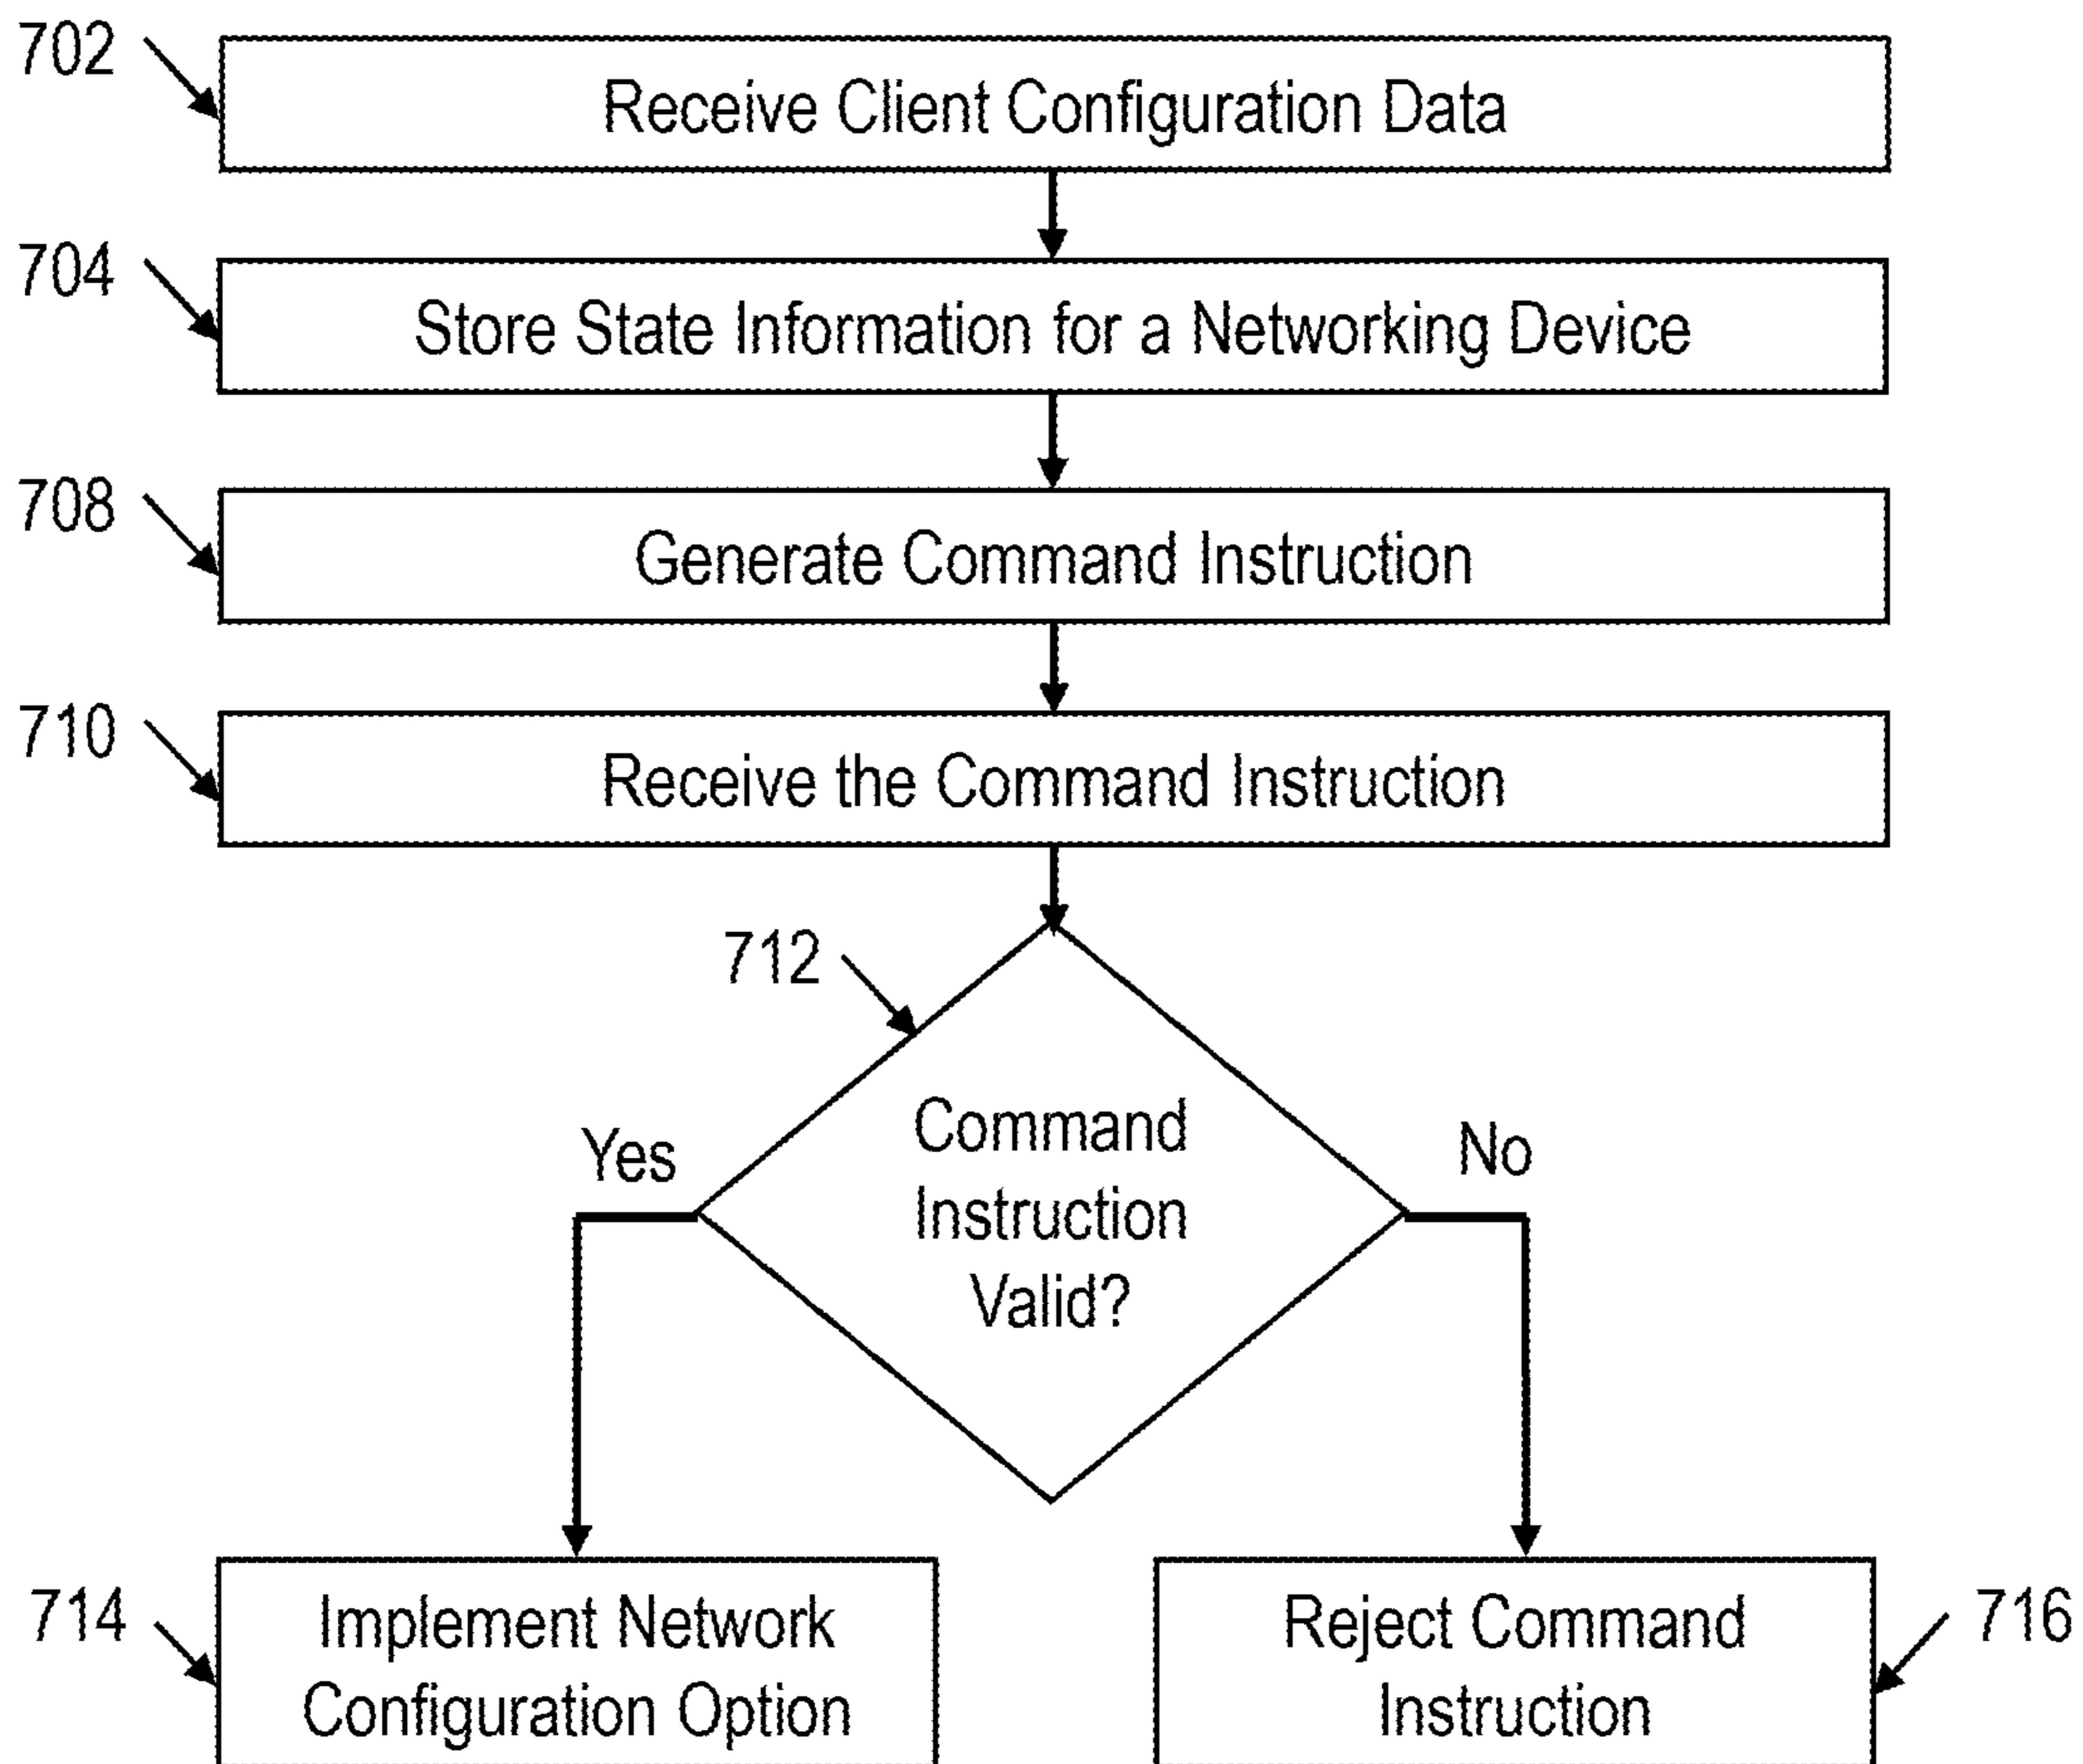 702
Receive Client Configuration Data
704
Store State Information for a Networking Device
708
Generate Command Instruction
710
Receive the Command Instruction
712
Command
Instruction
Valid?
Yes
No
714
Implement Network
Configuration Option
Reject Command
Instruction
716